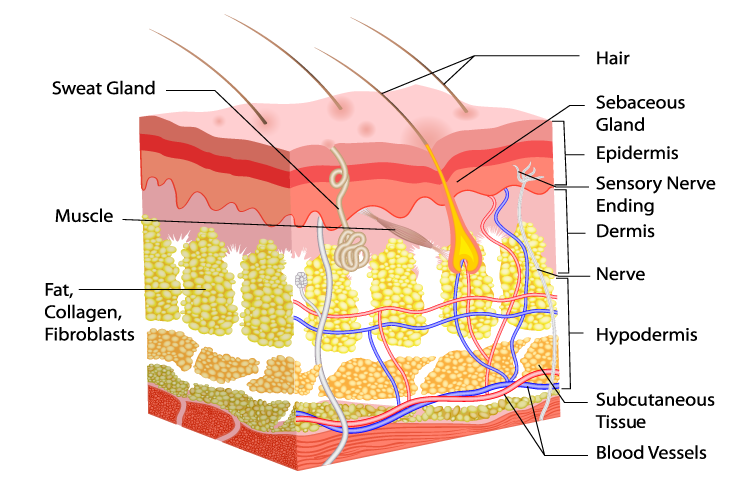 Sweat Gland
Muscle
Fat,
Collagen,
Fibroblasts
Hair
Sebaceous
Gland
Epidermis
Sensory Nerve
Ending
Dermis
Nerve
Hypodermis
Subcutaneous
Tissue
Blood Vessels